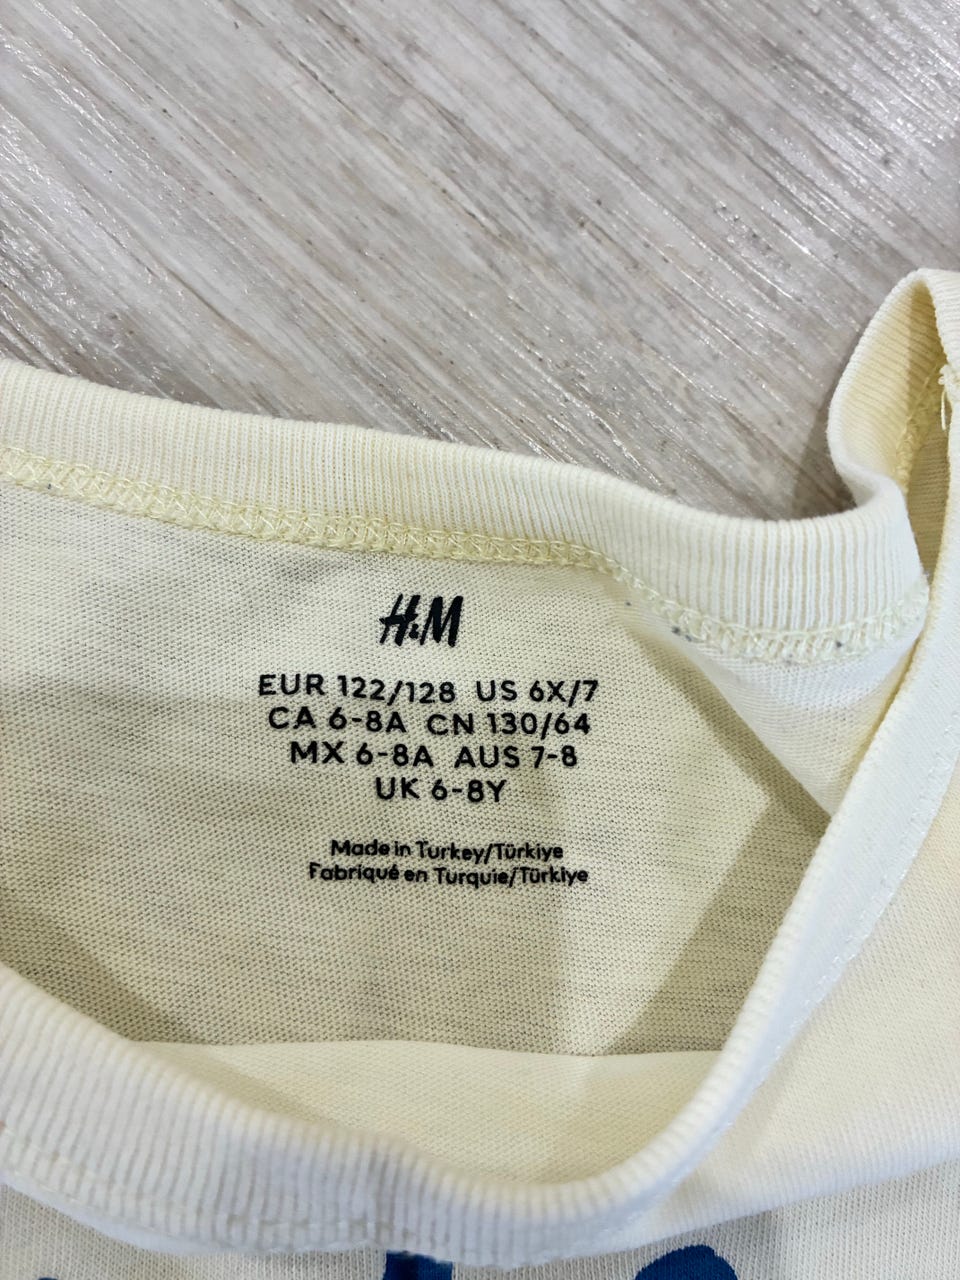 H&M
EUR 122/128 US 6X/7
CA 6-8A CN 130/64
MX 6-8A AUS 7-8
UK 6-8Y
Made in Turkey/Türkiye
Fabriqué en Turquie/Türkiye